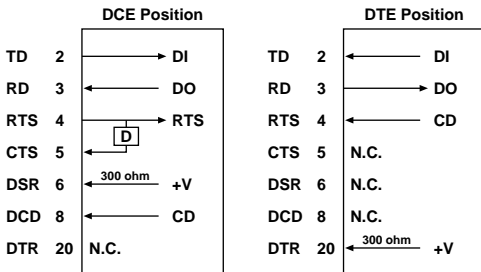 DCE Position
TD 2 DI
RD 3 DO
RTS 4 RTS
D
CTS 5
DSR 6 300 ohm +V
DCD 8 CD
DTR 20 N.C.
DTE Position
TD 2 DI
RD 3 DO
RTS 4 CD
CTS 5 N.C.
DSR 6 N.C.
DCD 8 N.C.
DTR 20 300 ohm +V